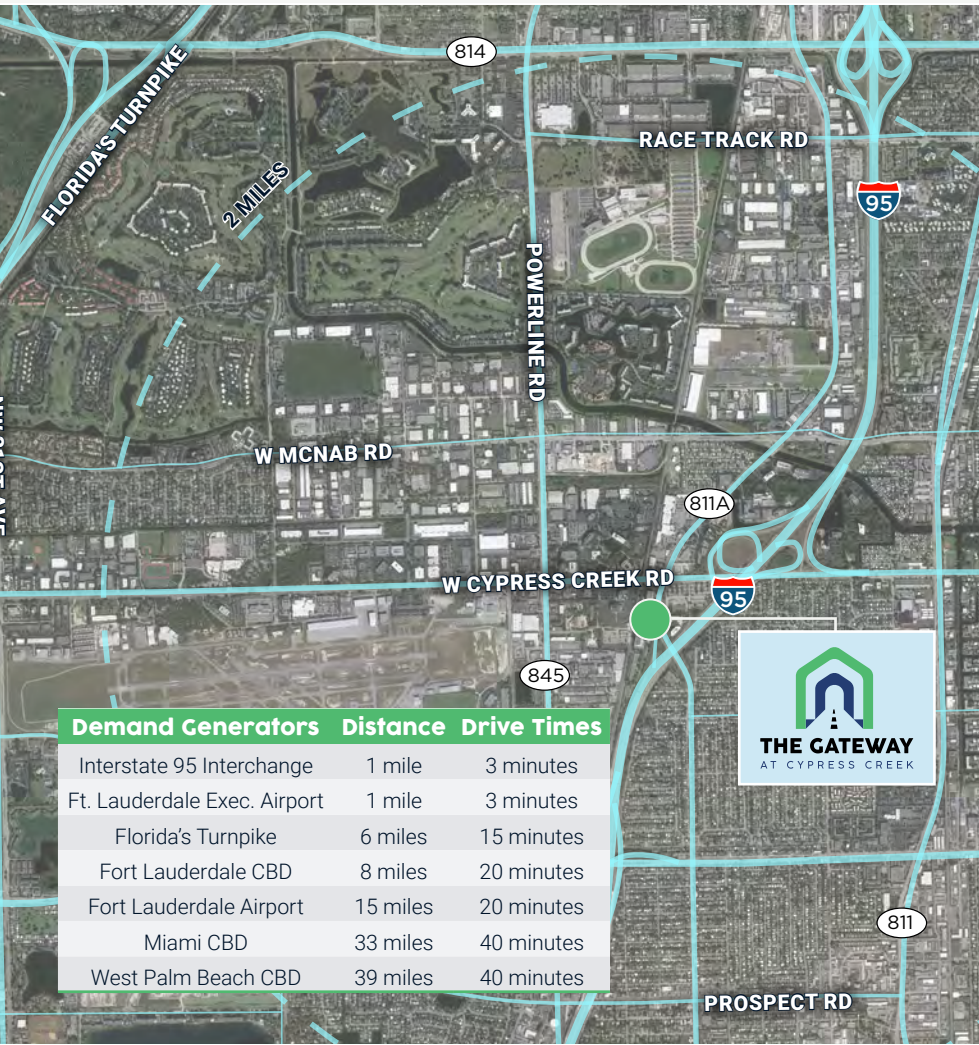 814
FLORIDA'S TURNPIKE
RACE TRACK RD
2 MILES
95
POWERLINE RD
W MCNAB RD
811A
W CYPRESS CREEK RD
95
845
THE GATEWAY
AT CYPRESS CREEK
Demand Generators Distance Drive Times
Interstate 95 Interchange 1 mile 3 minutes
Ft. Lauderdale Exec. Airport 1 mile 3 minutes
Florida's Turnpike 6 miles 15 minutes
Fort Lauderdale CBD 8 miles 20 minutes
Fort Lauderdale Airport 15 miles 20 minutes
Miami CBD 33 miles 40 minutes
West Palm Beach CBD 39 miles 40 minutes
811
PROSPECT RD